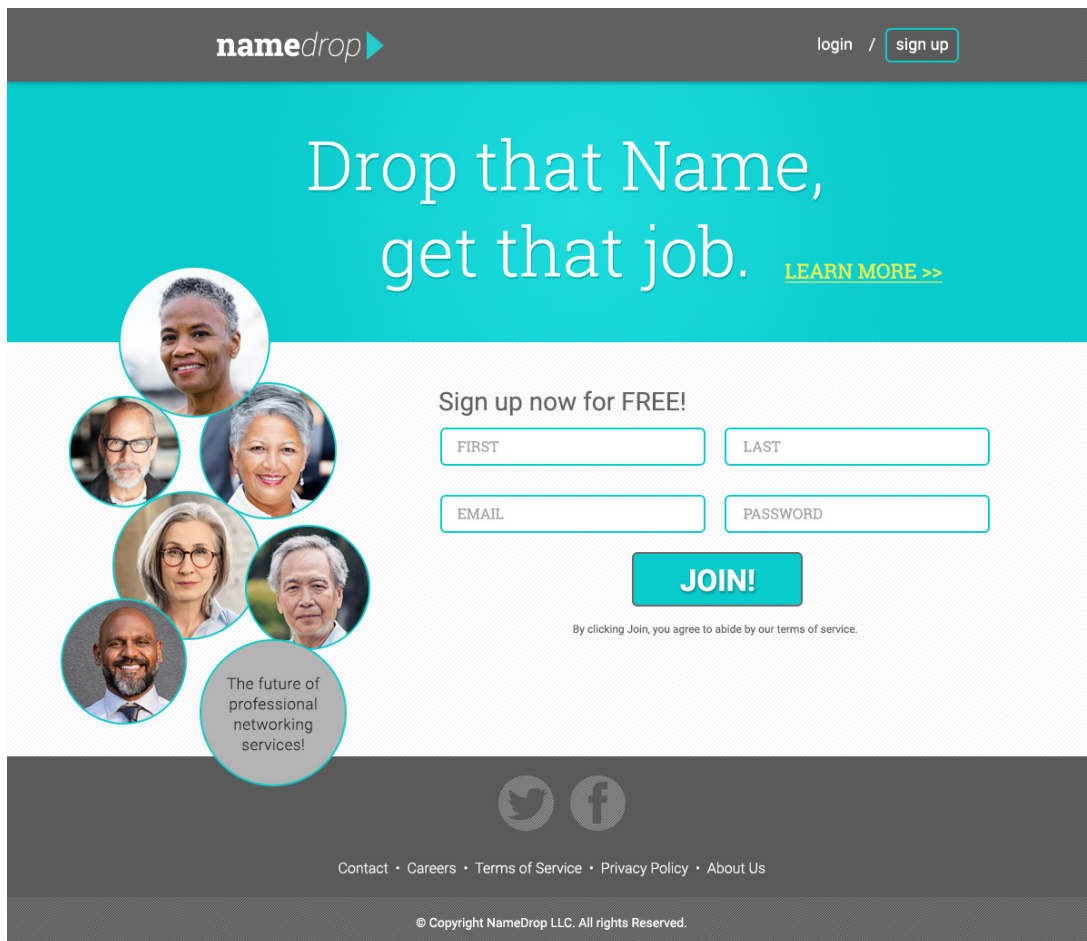 namedrop
login / sign up
Drop that Name,
get that job.
LEARN MORE >>
Sign up now for FREE!
FIRST
LAST
EMAIL
PASSWORD
JOIN!
By clicking Join, you agree to abide by our terms of service.
The future of
professional
networking
services!
Contact • Careers • Terms of Service • Privacy Policy • About Us
© Copyright NameDrop LLC. All rights Reserved.